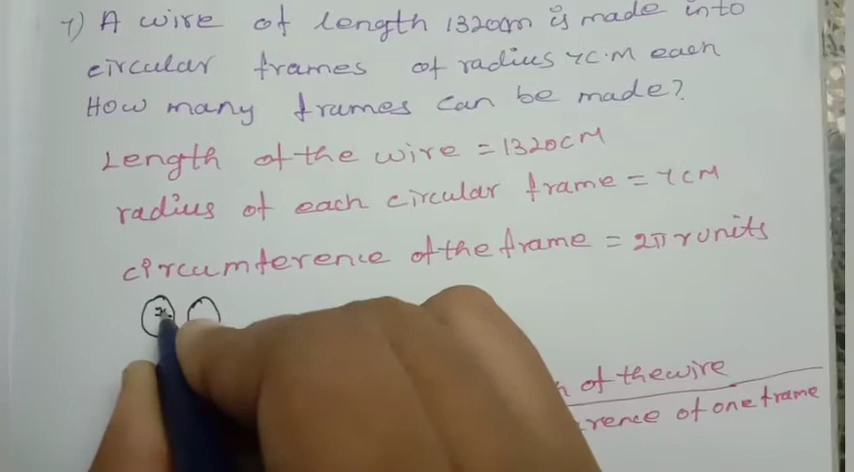 7) A wire of length 1320cm is made into
circular frames of radius 7C.M each
How many frames can be made?
Length of the wire = 1320CM
radius of each circular frame = 7CM
circumference of the frame = 2πr units
of the wire
of one frame